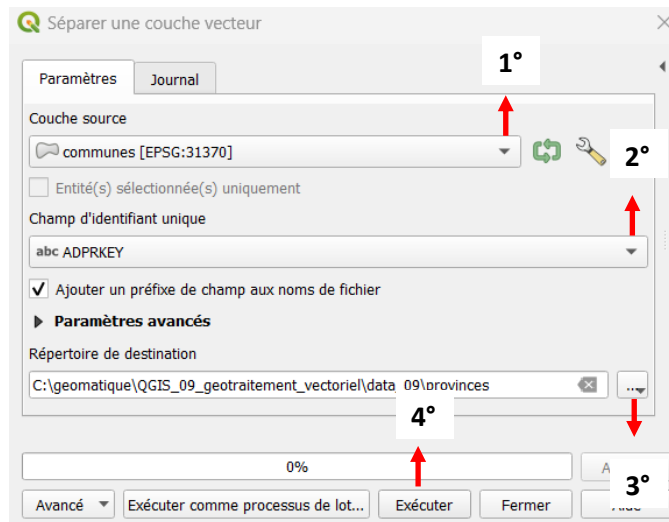 Séparer une couche vecteur
1°
Paramètres Journal
Couche source
communes [EPSG:31370]
2°
Entité(s) sélectionnée(s) uniquement
Champ d'identifiant unique
abc ADPRKEY
Ajouter un préfixe de champ aux noms de fichier
Paramètres avancés
Répertoire de destination
C:\geomatique\QGIS_09_geotraitement_vectoriel\data_09\provinces
...
4°
0%
3°
Avancé Exécuter comme processus de lot... Exécuter Fermer